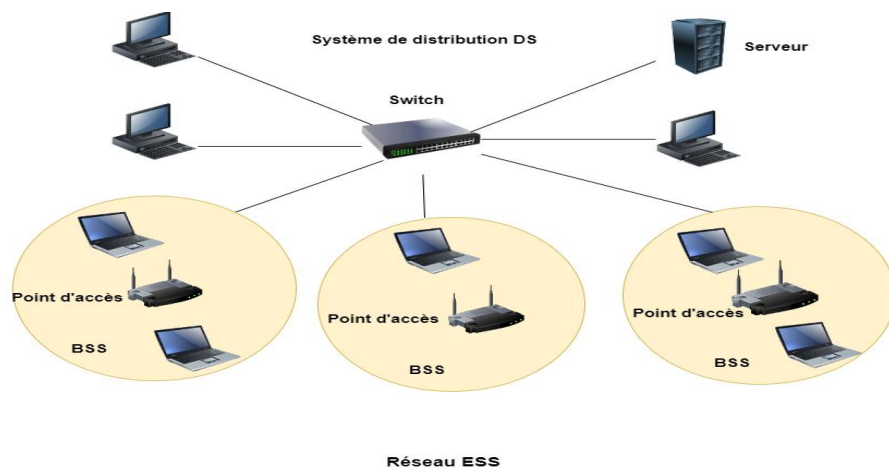 Système de distribution DS
Serveur
Switch
Point d'accès
BSS
Point d'accès
BSS
Point d'accès
BSS
Réseau ESS